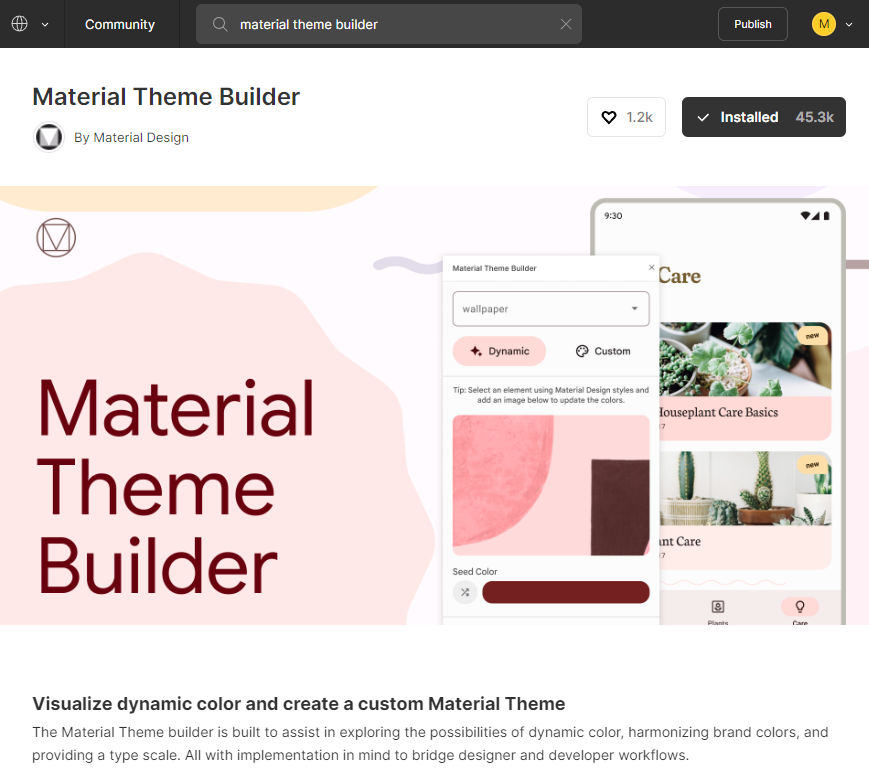 Community
material theme builder
Publish
M
Material Theme Builder
By Material Design
1.2k
Installed 45.3k
Material
Theme
Builder
Material Theme Builder
wallpaper
Dynamic
Custom
Tip: Select an element using Material Design styles and
add an image below to update the colors.
Seed Color
9:30
Care
new
Houseplant Care Basics
7
new
ant Care
7
Plants
Care
Visualize dynamic color and create a custom Material Theme
The Material Theme builder is built to assist in exploring the possibilities of dynamic color, harmonizing brand colors, and
providing a type scale. All with implementation in mind to bridge designer and developer workflows.